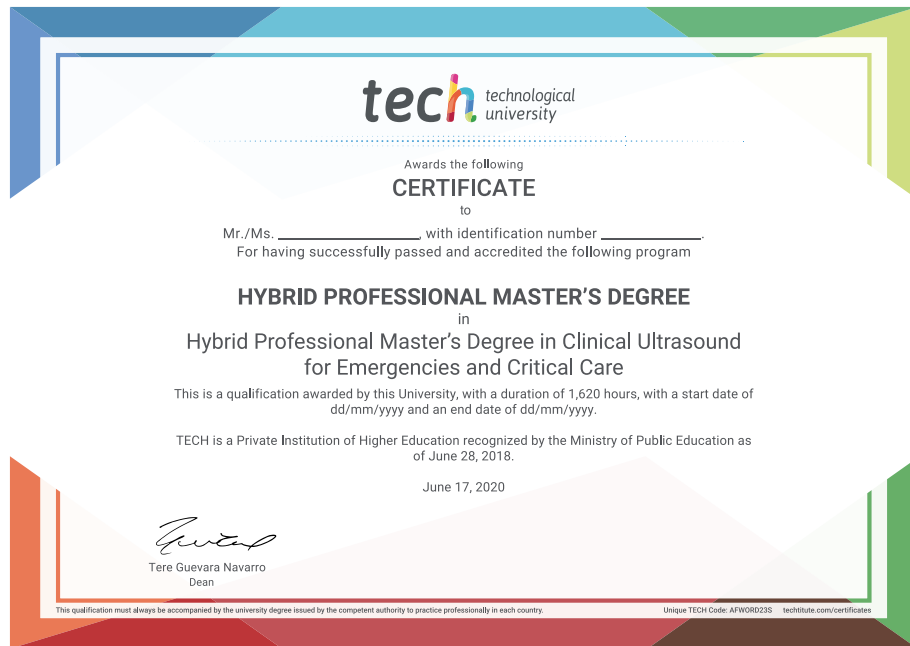 tech technological
university
Awards the following
CERTIFICATE
to
Mr./Ms. ____________________, with identification number ______________.
For having successfully passed and accredited the following program
HYBRID PROFESSIONAL MASTER’S DEGREE
in
Hybrid Professional Master’s Degree in Clinical Ultrasound
for Emergencies and Critical Care
This is a qualification awarded by this University, with a duration of 1,620 hours, with a start date of
dd/mm/yyyy and an end date of dd/mm/yyyy.
TECH is a Private Institution of Higher Education recognized by the Ministry of Public Education as
of June 28, 2018.
June 17, 2020
Tere Guevara Navarro
Dean
This qualification must always be accompanied by the university degree issued by the competent authority to practice professionally in each country.
Unique TECH Code: AFWORD23S techtitute.com/certificates